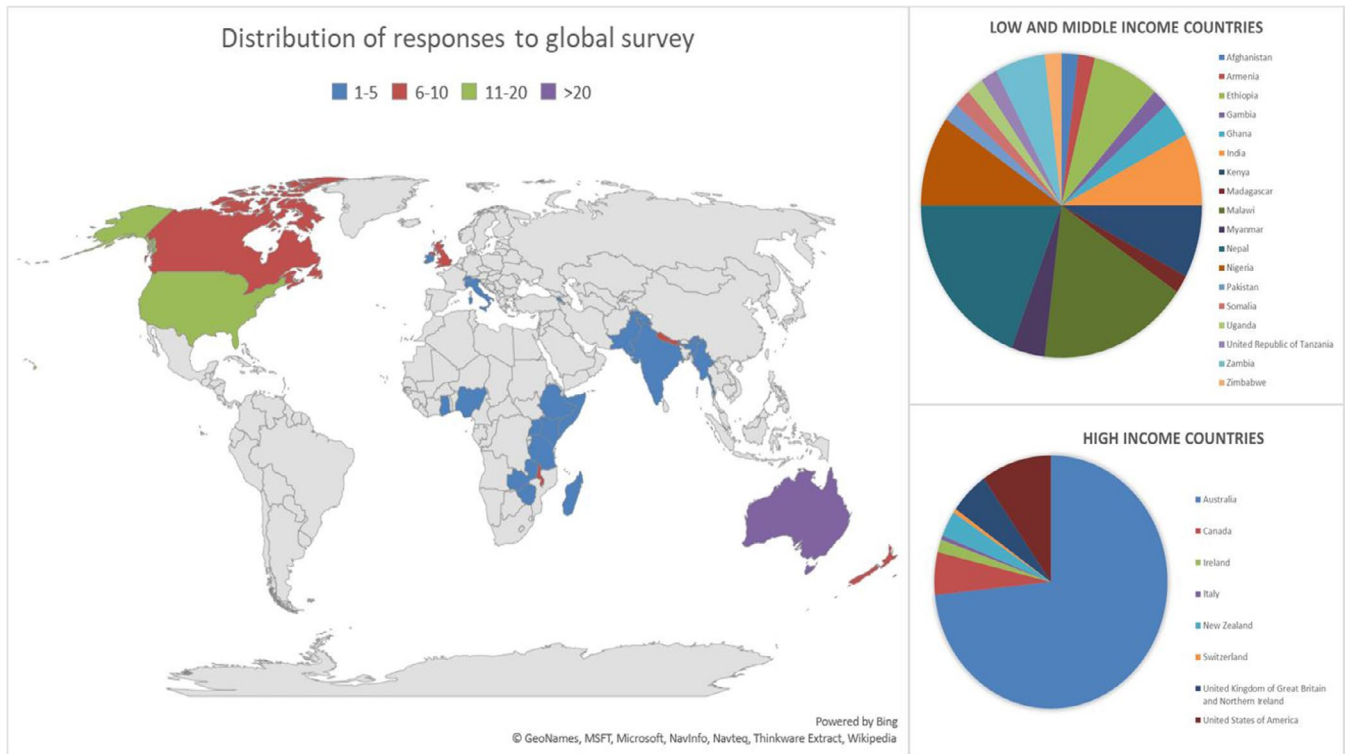 Distribution of responses to global survey
1-5 6-10 11-20 >20
Powered by Bing
© GeoNames, MSFT, Microsoft, NavInfo, Navteq, Thinkware Extract, Wikipedia
LOW AND MIDDLE INCOME COUNTRIES
Afghanistan
Armenia
Ethiopia
Gambia
Ghana
India
Kenya
Madagascar
Malawi
Myanmar
Nepal
Nigeria
Pakistan
Somalia
Uganda
United Republic of Tanzania
Zambia
Zimbabwe
HIGH INCOME COUNTRIES
Australia
Canada
Ireland
Italy
New Zealand
Switzerland
United Kingdom of Great Britain
and Northern Ireland
United States of America